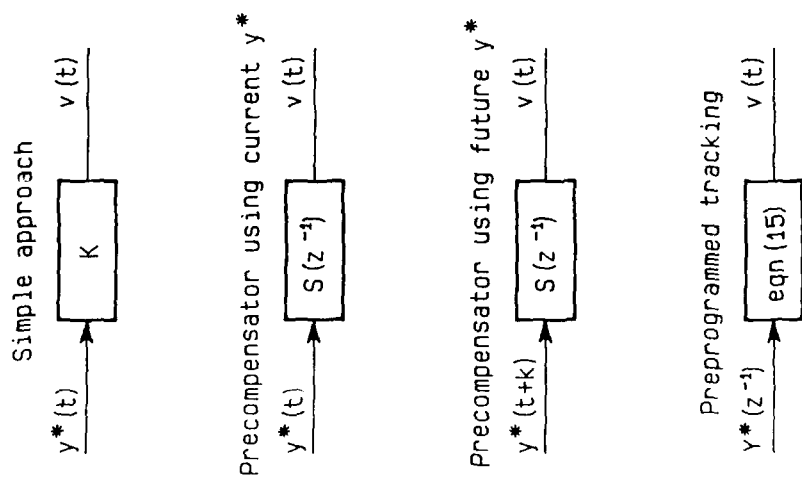 Simple approach
y*(t)
K
v(t)
Precompensator using current y*
y*(t)
S(z⁻¹)
v(t)
Precompensator using future y*
y*(t+k)
S(z⁻¹)
v(t)
Preprogrammed tracking
Y*(z⁻¹)
eqn(15)
v(t)